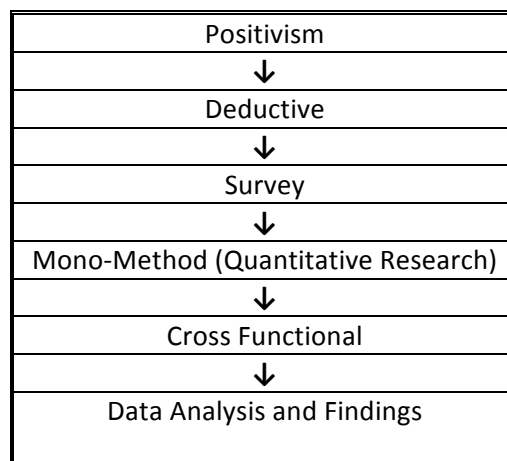 Positivism
↓
Deductive
↓
Survey
↓
Mono-Method (Quantitative Research)
↓
Cross Functional
↓
Data Analysis and Findings